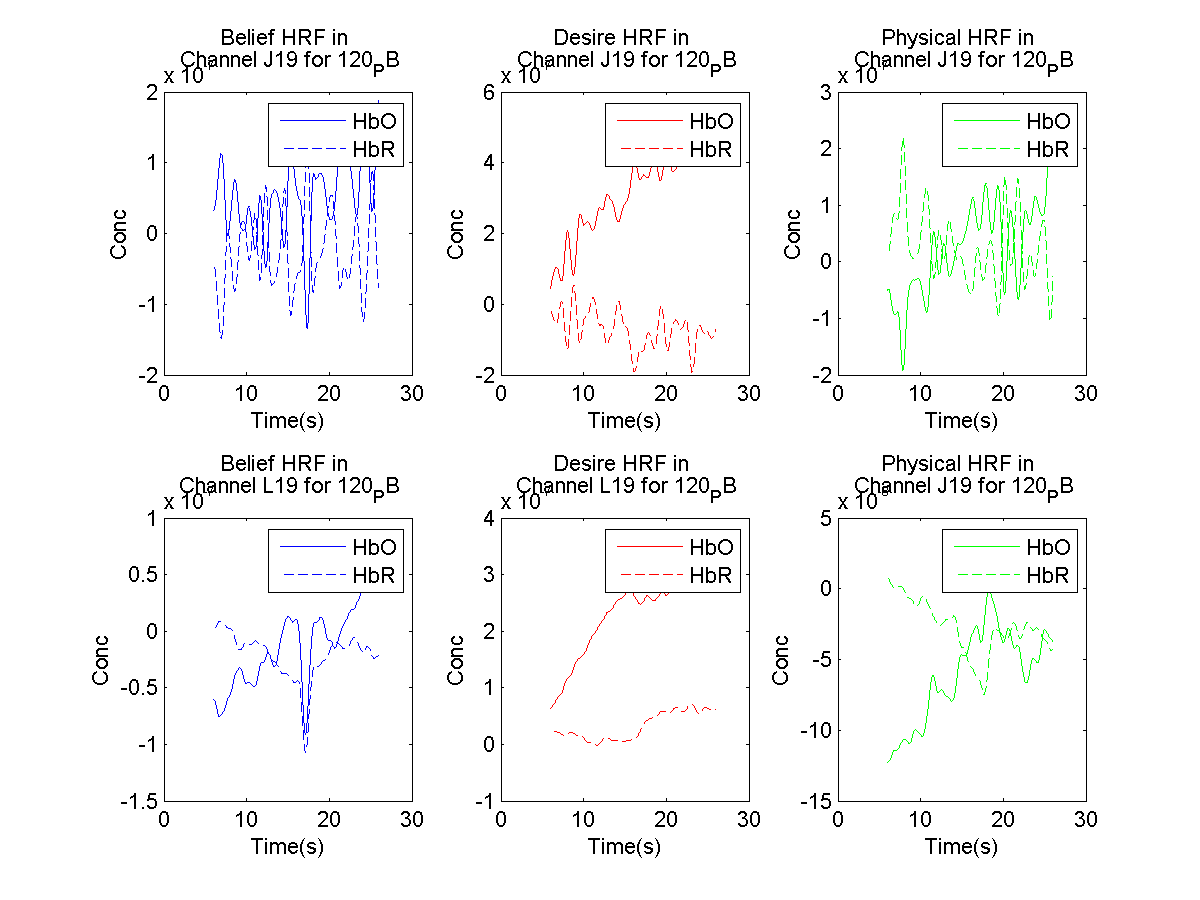 Belief HRF in
Channel J19 for 120PB
x 10
2
1
0
-1
-2
Conc
HbO
HbR
0 10 20 30
Time(s)
Desire HRF in
Channel J19 for 120PB
x 10
6
4
2
0
-2
Conc
HbO
HbR
0 10 20 30
Time(s)
Physical HRF in
Channel J19 for 120PB
x 10
3
2
1
0
-1
-2
Conc
HbO
HbR
0 10 20 30
Time(s)
Belief HRF in
Channel L19 for 120PB
x 10
1
0.5
0
-0.5
-1
-1.5
Conc
HbO
HbR
0 10 20 30
Time(s)
Desire HRF in
Channel L19 for 120PB
x 10
4
3
2
1
0
-1
Conc
HbO
HbR
0 10 20 30
Time(s)
Physical HRF in
Channel J19 for 120PB
x 10
5
0
-5
-10
-15
Conc
HbO
HbR
0 10 20 30
Time(s)